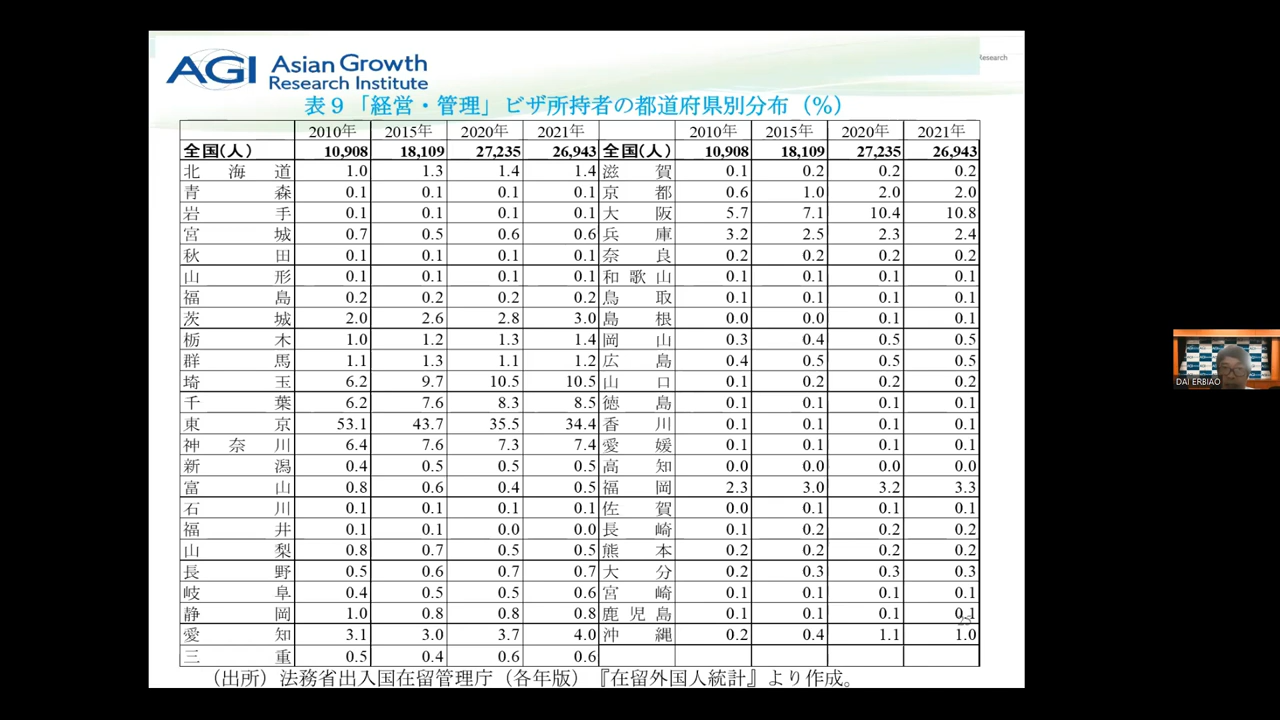 AGI Asian Growth Research Institute
Research
表9「経営・管理」ビザ所持者の都道府県別分布（%）
2010年 2015年 2020年 2021年 2010年 2015年 2020年 2021年
全国(人) 10,908 18,109 27,235 26,943 全国(人) 10,908 18,109 27,235 26,943
北海道 1.0 1.3 1.4 1.4 滋賀 0.1 0.2 0.2 0.2
青森 0.1 0.1 0.1 0.1 京都 0.6 1.0 2.0 2.0
岩手 0.1 0.1 0.1 0.1 大阪 5.7 7.1 10.4 10.8
宮城 0.7 0.5 0.6 0.6 兵庫 3.2 2.5 2.3 2.4
秋田 0.1 0.1 0.1 0.1 奈良 0.2 0.2 0.2 0.2
山形 0.1 0.1 0.1 0.1 和歌山 0.1 0.1 0.1 0.1
福島 0.2 0.2 0.2 0.2 鳥取 0.1 0.1 0.1 0.1
茨城 2.0 2.6 2.8 3.0 島根 0.0 0.0 0.1 0.1
栃木 1.0 1.2 1.3 1.4 岡山 0.3 0.4 0.5 0.5
群馬 1.1 1.3 1.1 1.2 広島 0.4 0.5 0.5 0.5
埼玉 6.2 9.7 10.5 10.5 山口 0.1 0.2 0.2 0.2
千葉 6.2 7.6 8.3 8.5 徳島 0.1 0.1 0.1 0.1
東京 53.1 43.7 35.5 34.4 香川 0.1 0.1 0.1 0.1
神奈川 6.4 7.6 7.3 7.4 愛媛 0.1 0.1 0.1 0.1
新潟 0.4 0.5 0.5 0.5 高知 0.0 0.0 0.0 0.0
富山 0.8 0.6 0.4 0.5 福岡 2.3 3.0 3.2 3.3
石川 0.1 0.1 0.1 0.1 佐賀 0.0 0.1 0.1 0.1
福井 0.1 0.1 0.0 0.0 長崎 0.1 0.2 0.2 0.2
山梨 0.8 0.7 0.5 0.5 熊本 0.2 0.2 0.2 0.2
長野 0.5 0.6 0.7 0.7 大分 0.2 0.3 0.3 0.3
岐阜 0.4 0.5 0.5 0.6 宮崎 0.1 0.1 0.1 0.1
静岡 1.0 0.8 0.8 0.8 鹿児島 0.1 0.1 0.1 0.1
愛知 3.1 3.0 3.7 4.0 沖縄 0.2 0.4 1.1 1.0
三重 0.5 0.4 0.6 0.6
（出所）法務省出入国在留管理庁（各年版）『在留外国人統計』より作成。
DAI ERBIAO